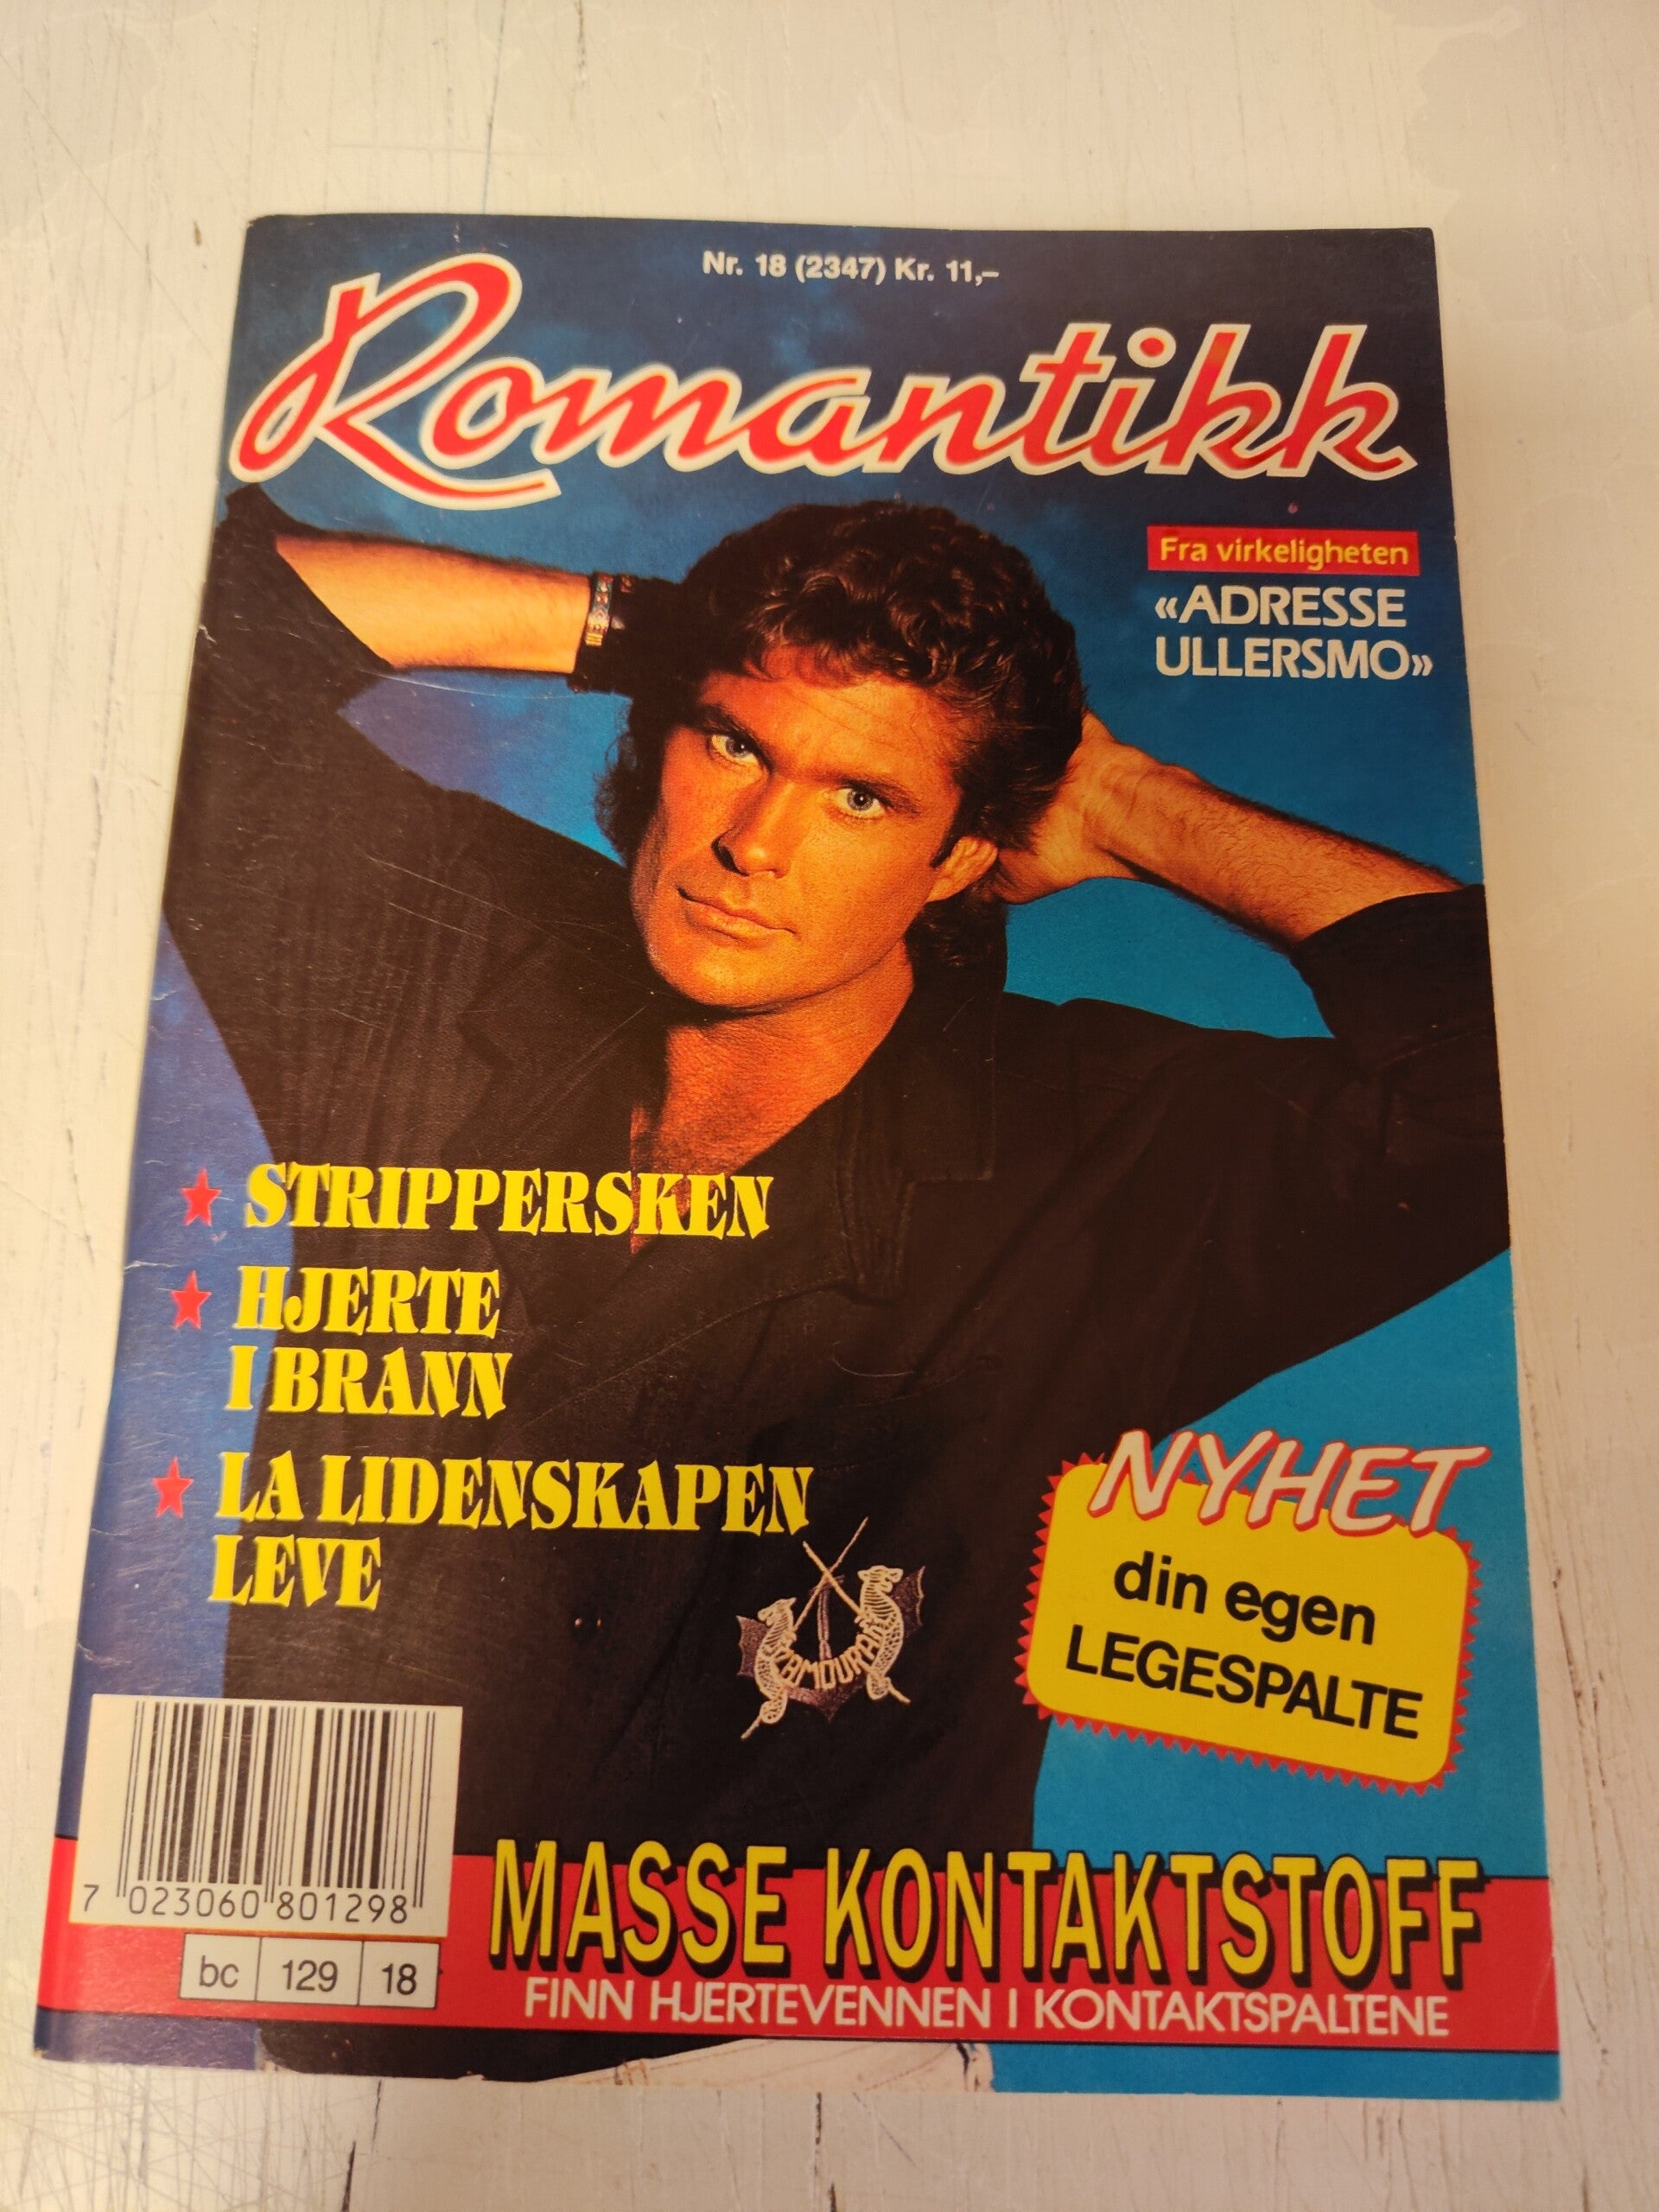 Nr. 18 (2347) Kr. 11,–
Romantikk
Fra virkeligheten
«ADRESSE
ULLERSMO»
★ STRIPPERSKEN
★ HJERTE
I BRANN
★ LA LIDENSKAPEN
LEVE
NYHET
din egen
LEGESPALTE
7 023060 801298
bc 129 18
MASSE KONTAKTSTOFF
FINN HJERTEVENNEN I KONTAKTSPALTENE